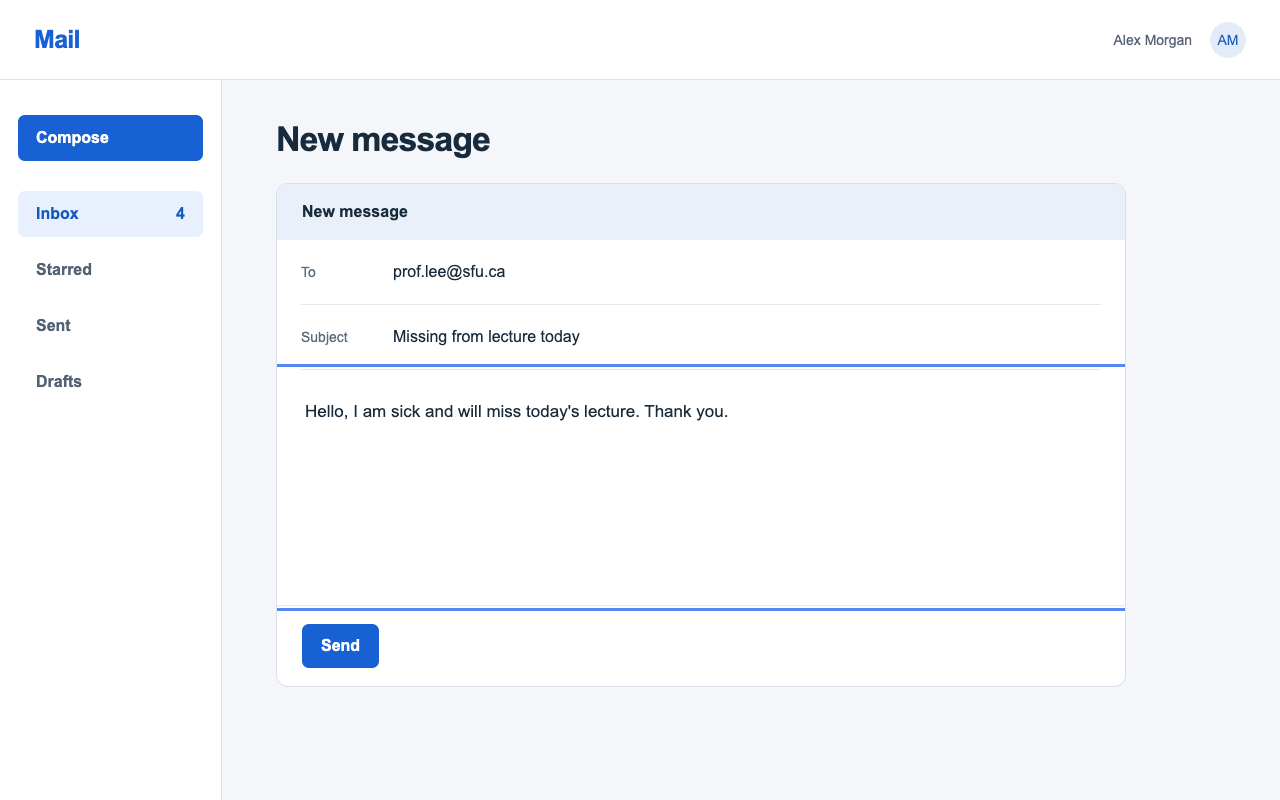 Mail
Alex Morgan
AM
Compose
Inbox 4
Starred
Sent
Drafts
New message
New message
To prof.lee@sfu.ca
Subject Missing from lecture today
Hello, I am sick and will miss today's lecture. Thank you.
Send